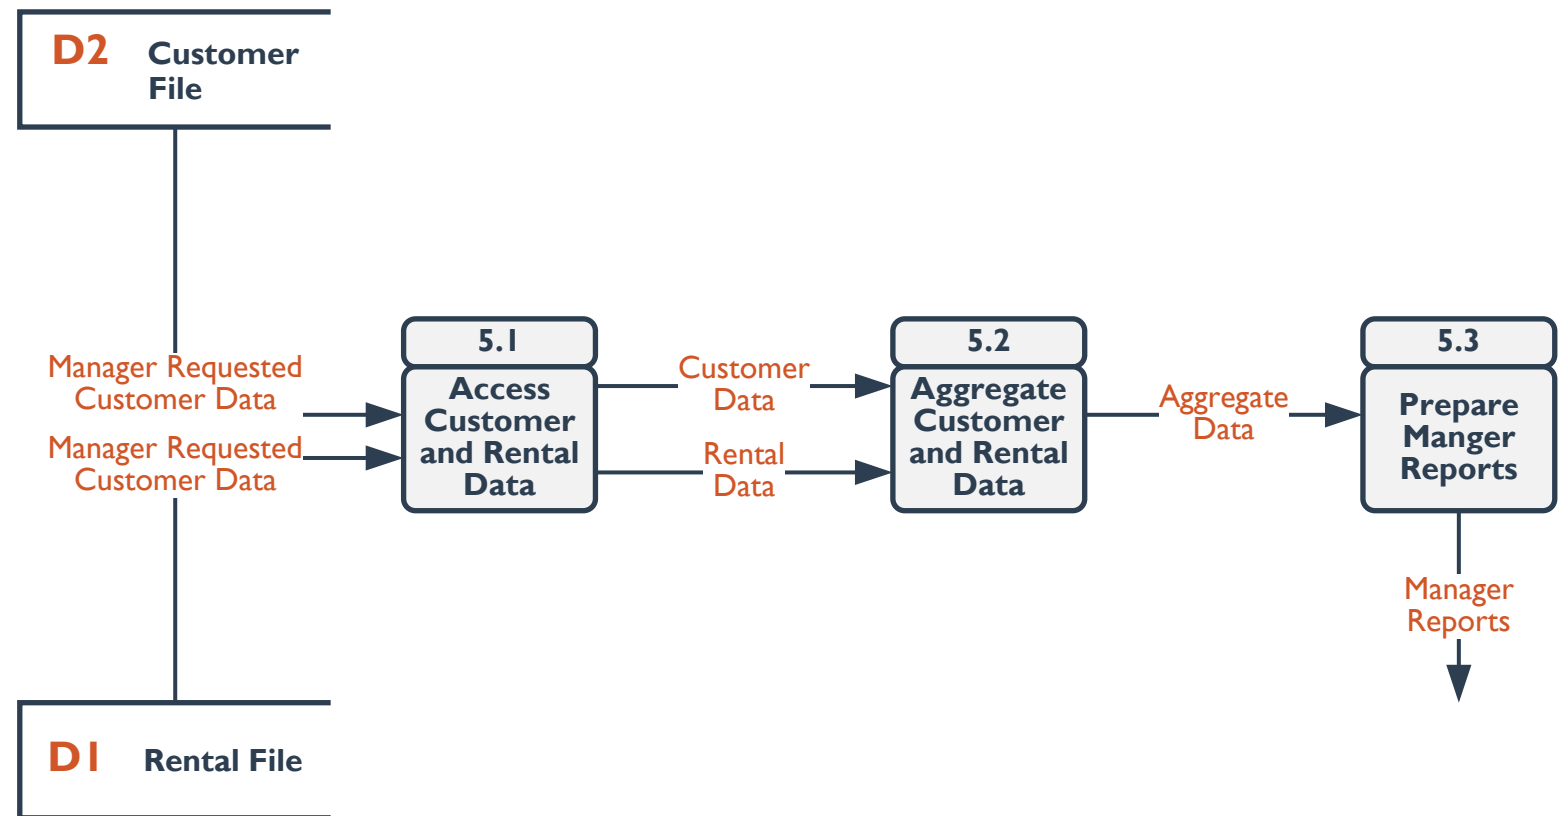 D2 Customer
File
Manager Requested
Customer Data
Manager Requested
Customer Data
5.1
Access
Customer
and Rental
Data
Customer
Data
Rental
Data
5.2
Aggregate
Customer
and Rental
Data
Aggregate
Data
5.3
Prepare
Manger
Reports
Manager
Reports
D1 Rental File